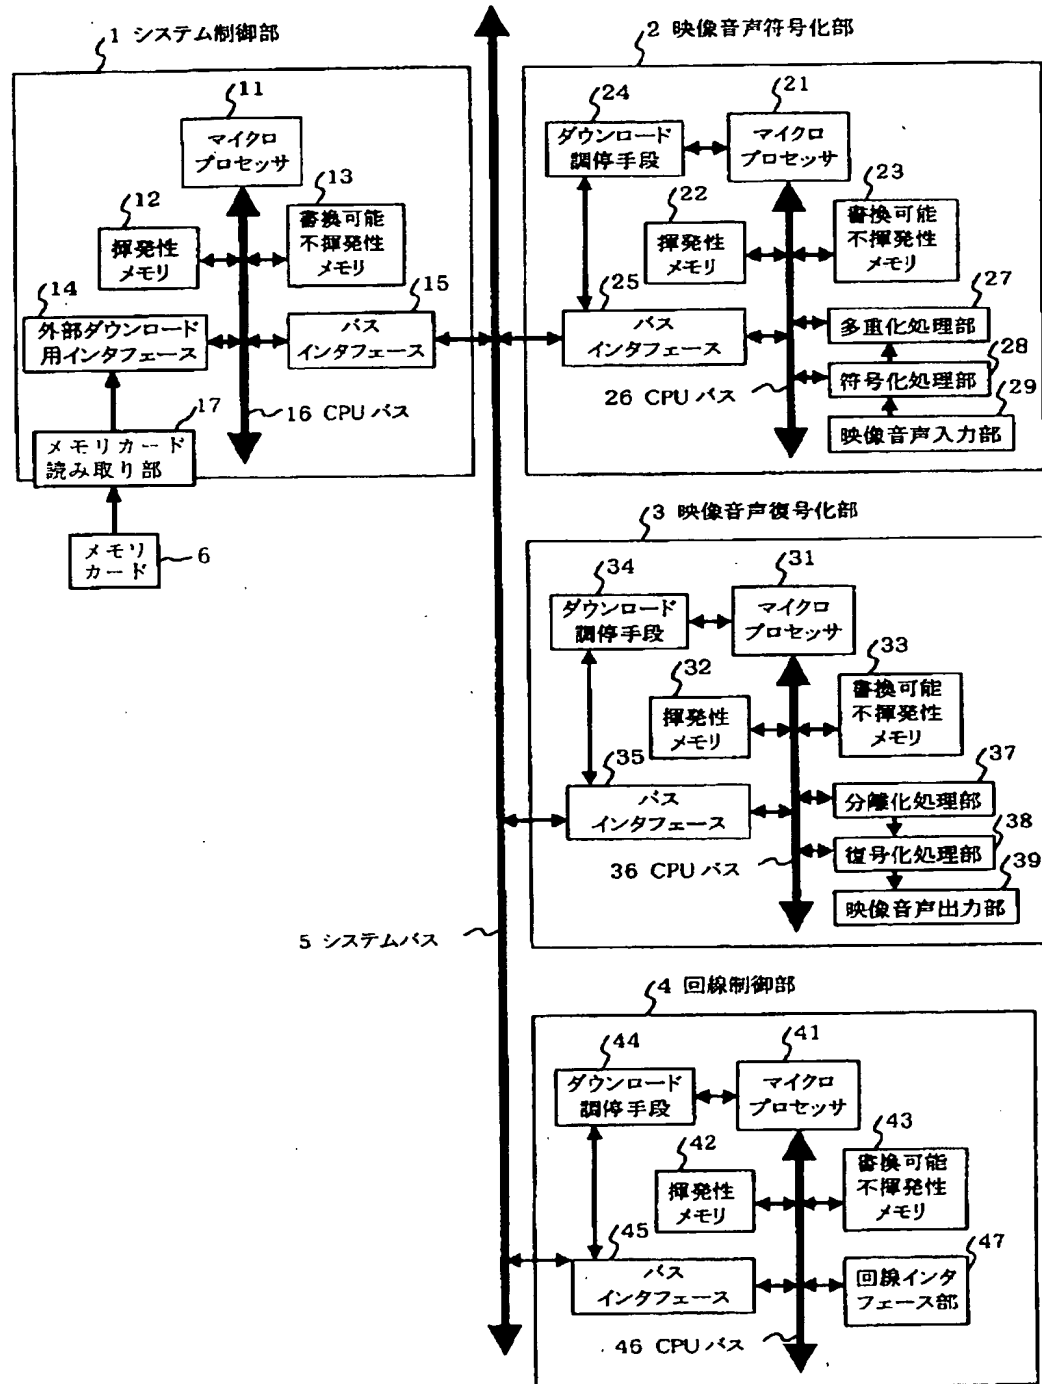 1 システム制御部
11
マイクロ
プロセッサ
12
揮発性
メモリ
13
書換可能
不揮発性
メモリ
14
外部ダウンロード
用インタフェース
15
バス
インタフェース
16 CPUバス
17
メモリカード
読み取り部
メモリ
カード
6
5 システムバス
2 映像音声符号化部
24
ダウンロード
調停手段
21
マイクロ
プロセッサ
22
揮発性
メモリ
23
書換可能
不揮発性
メモリ
25
バス
インタフェース
26 CPUバス
27
多重化処理部
28
符号化処理部
29
映像音声入力部
3 映像音声復号化部
34
ダウンロード
調停手段
31
マイクロ
プロセッサ
32
揮発性
メモリ
33
書換可能
不揮発性
メモリ
35
バス
インタフェース
36 CPUバス
37
分離化処理部
38
復号化処理部
39
映像音声出力部
4 回線制御部
44
ダウンロード
調停手段
41
マイクロ
プロセッサ
42
揮発性
メモリ
43
書換可能
不揮発性
メモリ
45
バス
インタフェース
46 CPUバス
47
回線インタ
フェース部